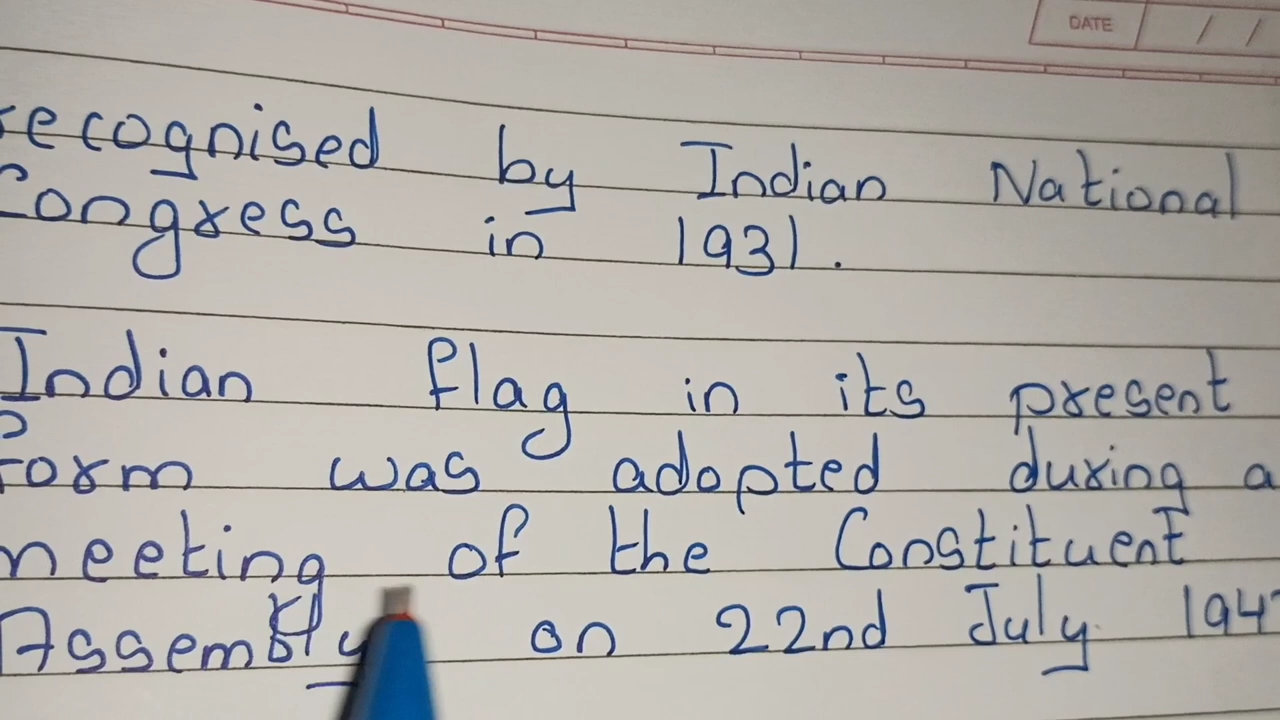 DATE / /
recognised by Indian National
Congress in 1931.
Indian flag in its present
form was adopted during a
meeting of the Constituent
Assembly on 22nd July 194